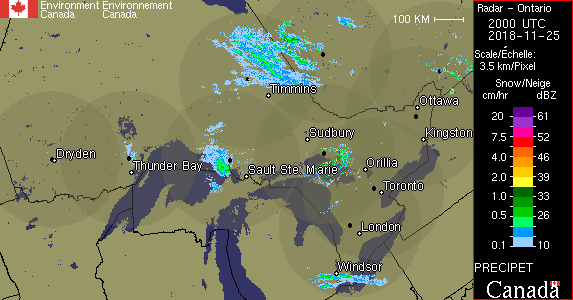 Environment Environnement
Canada Canada
100 KM
Timmins
Ottawa
Sudbury
Kingston
Dryden
Thunder Bay
Sault Ste. Marie
Orillia
Toronto
London
Windsor
Radar - Ontario
2000 UTC
2018-11-25
Scale/Échelle:
3.5 km/Pixel
Snow/Neige
cm/hr dBZ
20 61
7.5 52
4.0 46
2.0 39
1.0 33
0.5 26
0.1 10
PRECIPET
Canada